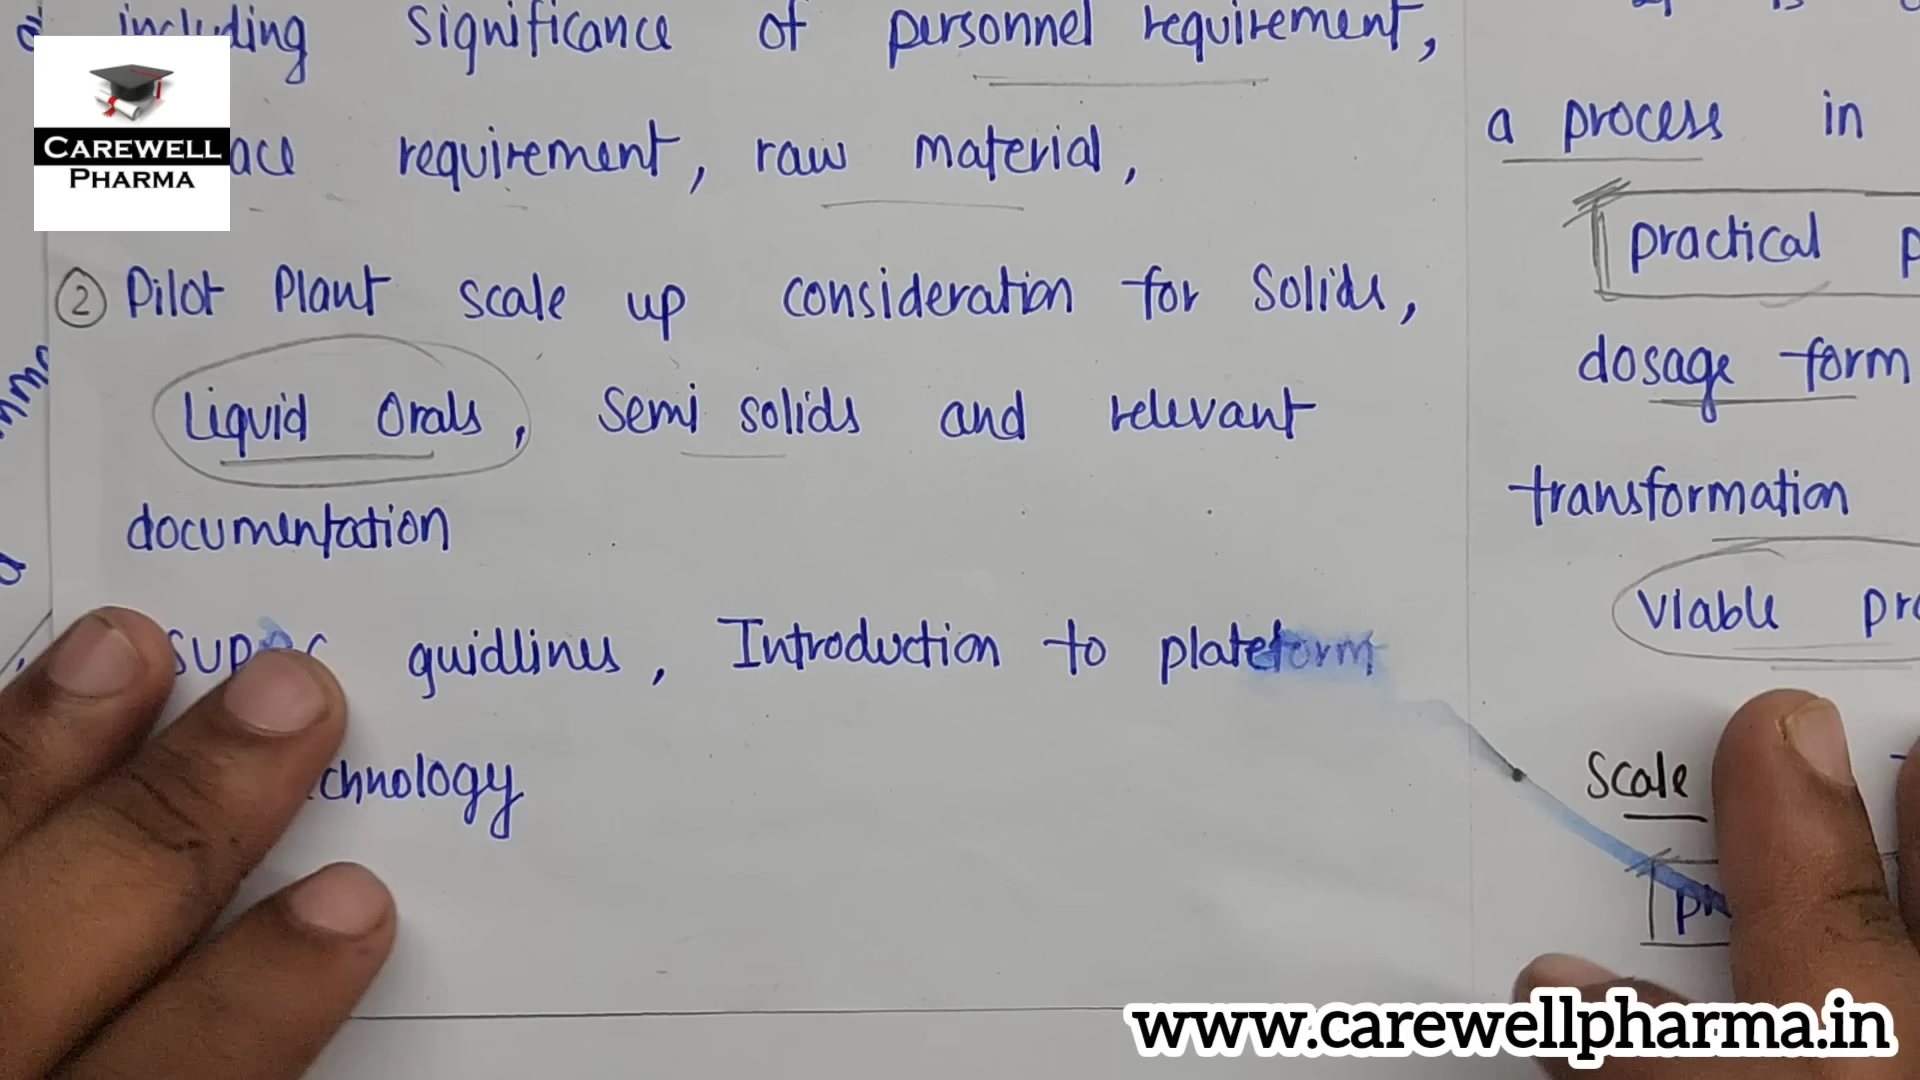 including significance of personnel requirement,
requirement, raw material,
② Pilot Plant scale up consideration for Solids,
Liquid Orals, Semi solids and relevant
documentation
guidlines, Introduction to plateform
chnology
a process in
practical
dosage form
transformation
Viable
Scale
CAREWELL
PHARMA
www.carewellpharma.in